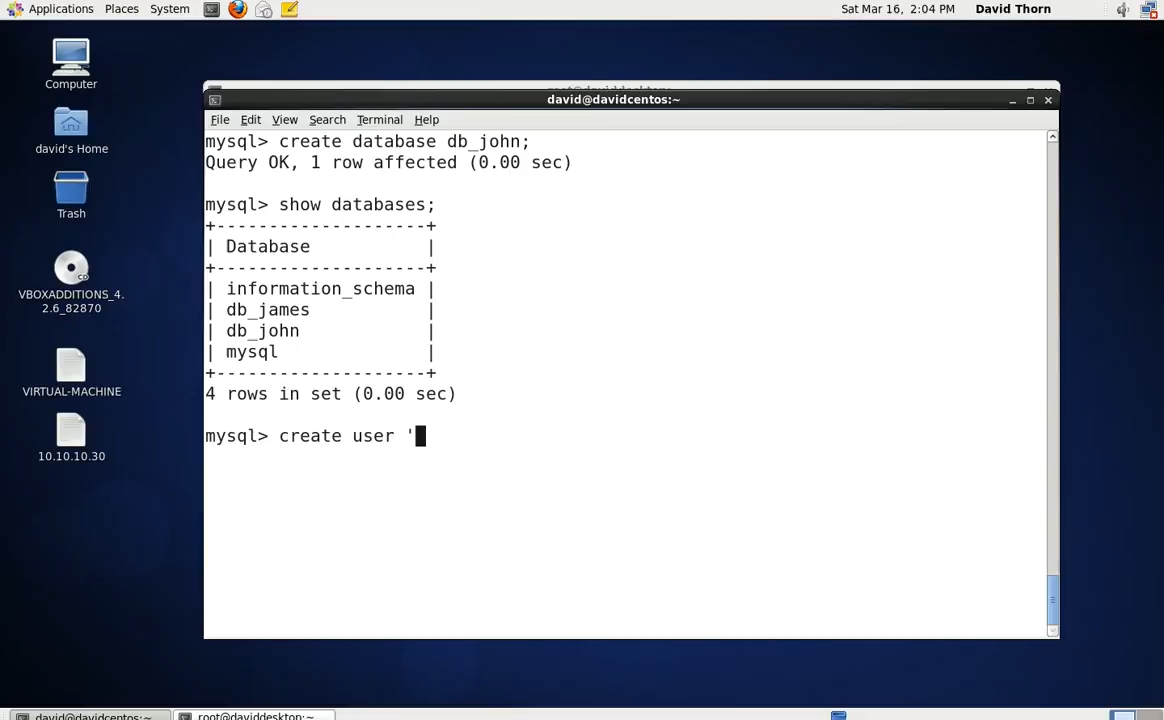 Applications Places System
Sat Mar 16, 2:04 PM David Thorn
Computer
david's Home
Trash
VBOXADDITIONS_4.
2.6_82870
VIRTUAL-MACHINE
10.10.10.30
david@davidcentos:~
File Edit View Search Terminal Help
mysql> create database db_john;
Query OK, 1 row affected (0.00 sec)
mysql> show databases;
+--------------------+
| Database |
+--------------------+
| information_schema |
| db_james |
| db_john |
| mysql |
+--------------------+
4 rows in set (0.00 sec)
mysql> create user '
david@davidcentos:~
root@daviddesktop:~